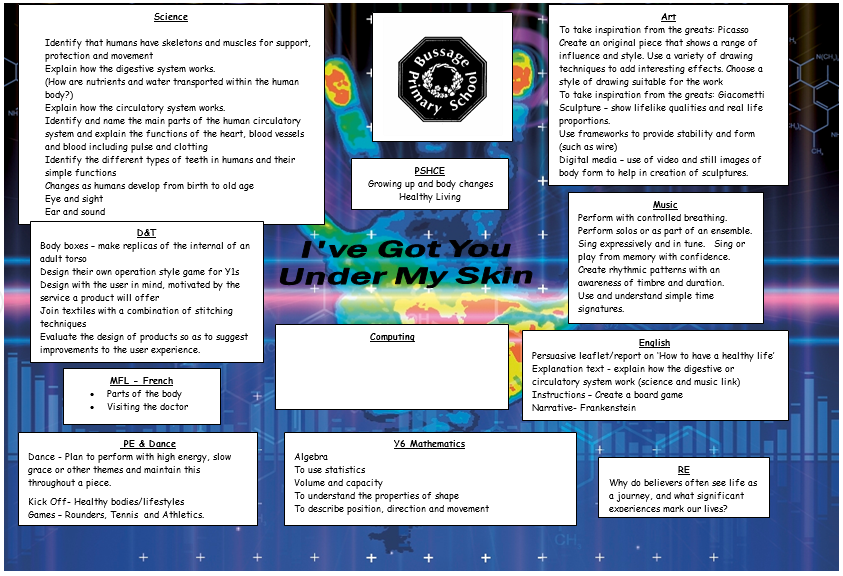 Science
Identify that humans have skeletons and muscles for support,
protection and movement
Explain how the digestive system works.
(How are nutrients and water transported within the human
body?)
Explain how the circulatory system works.
Identify and name the main parts of the human circulatory
system and explain the functions of the heart, blood vessels
and blood including pulse and clotting
Identify the different types of teeth in humans and their
simple functions
Changes as humans develop from birth to old age
Eye and sight
Ear and sound
Bussage
Primary School
Art
To take inspiration from the greats: Picasso
Create an original piece that shows a range of
influence and style. Use a variety of drawing
techniques to add interesting effects. Choose a
style of drawing suitable for the work
To take inspiration from the greats: Giacometti
Sculpture – show lifelike qualities and real life
proportions.
Use frameworks to provide stability and form
(such as wire)
Digital media – use of video and still images of
body form to help in creation of sculptures.
PSHCE
Growing up and body changes
Healthy Living
D&T
Body boxes – make replicas of the internal of an
adult torso
Design their own operation style game for Y1s
Design with the user in mind, motivated by the
service a product will offer
Join textiles with a combination of stitching
techniques
Evaluate the design of products so as to suggest
improvements to the user experience.
I've Got You
Under My Skin
Music
Perform with controlled breathing.
Perform solos or as part of an ensemble.
Sing expressively and in tune. Sing or
play from memory with confidence.
Create rhythmic patterns with an
awareness of timbre and duration.
Use and understand simple time
signatures.
Computing
English
Persuasive leaflet/report on 'How to have a healthy life'
Explanation text - explain how the digestive or
circulatory system work (science and music link)
Instructions – Create a board game
Narrative- Frankenstein
MFL - French
• Parts of the body
• Visiting the doctor
PE & Dance
Dance – Plan to perform with high energy, slow
grace or other themes and maintain this
throughout a piece.
Kick Off- Healthy bodies/lifestyles
Games – Rounders, Tennis and Athletics.
Y6 Mathematics
Algebra
To use statistics
Volume and capacity
To understand the properties of shape
To describe position, direction and movement
RE
Why do believers often see life as
a journey, and what significant
experiences mark our lives?